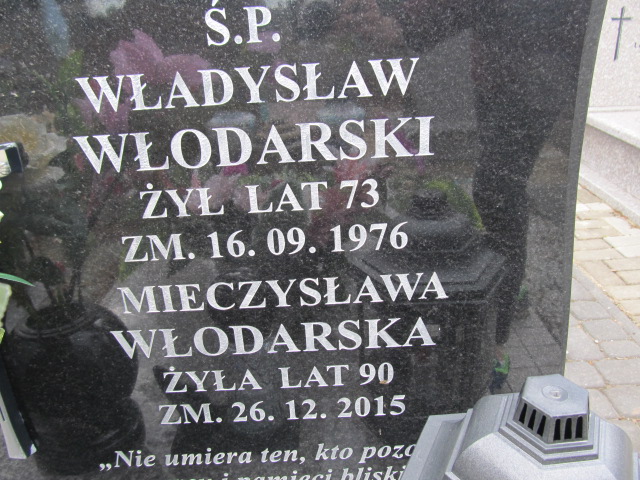 Ś.P.
WŁADYSŁAW
WŁODARSKI
ŻYŁ LAT 73
ZM. 16. 09. 1976
MIECZYSŁAWA
WŁODARSKA
ŻYŁA LAT 90
ZM. 26. 12. 2015
„Nie umiera ten, kto
i pamięci